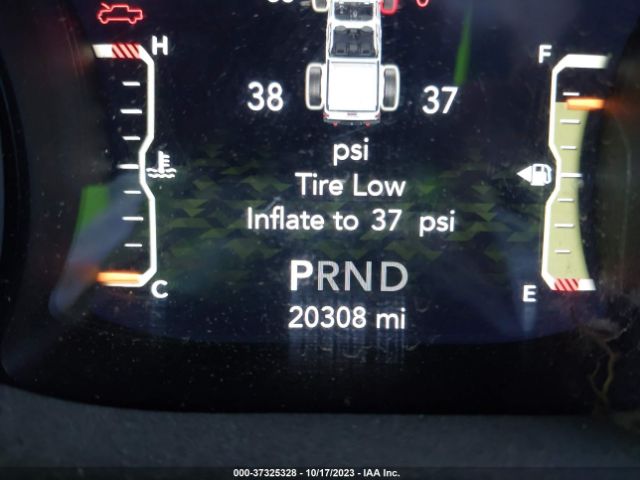 H
F
38
37
psi
Tire Low
Inflate to 37 psi
PRND
C
E
20308 mi
000-37325328 - 10/17/2023 - IAA Inc.